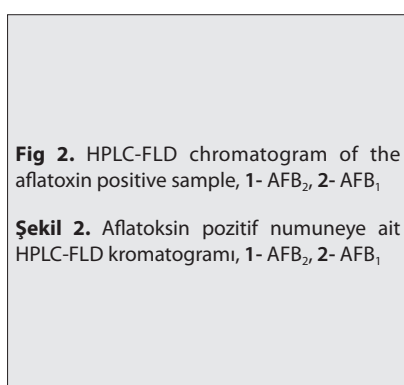 Fig 2. HPLC-FLD chromatogram of the
aflatoxin positive sample, 1- AFB₂, 2- AFB₁
Şekil 2. Aflatoksin pozitif numuneye ait
HPLC-FLD kromatogramı, 1- AFB₂, 2- AFB₁